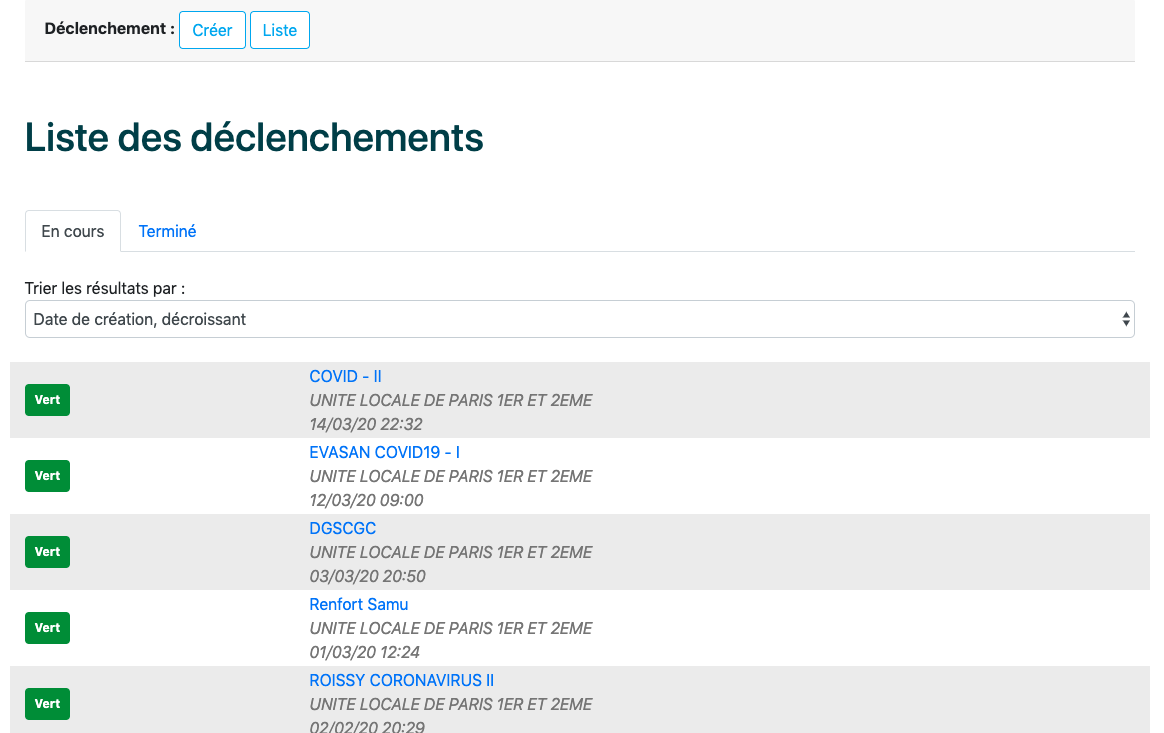 Déclenchement : Créer Liste
Liste des déclenchements
En cours Terminé
Trier les résultats par :
Date de création, décroissant
Vert
COVID - II
UNITE LOCALE DE PARIS 1ER ET 2EME
14/03/20 22:32
Vert
EVASAN COVID19 - I
UNITE LOCALE DE PARIS 1ER ET 2EME
12/03/20 09:00
Vert
DGSCGC
UNITE LOCALE DE PARIS 1ER ET 2EME
03/03/20 20:50
Vert
Renfort Samu
UNITE LOCALE DE PARIS 1ER ET 2EME
01/03/20 12:24
Vert
ROISSY CORONAVIRUS II
UNITE LOCALE DE PARIS 1ER ET 2EME
02/02/20 20:29